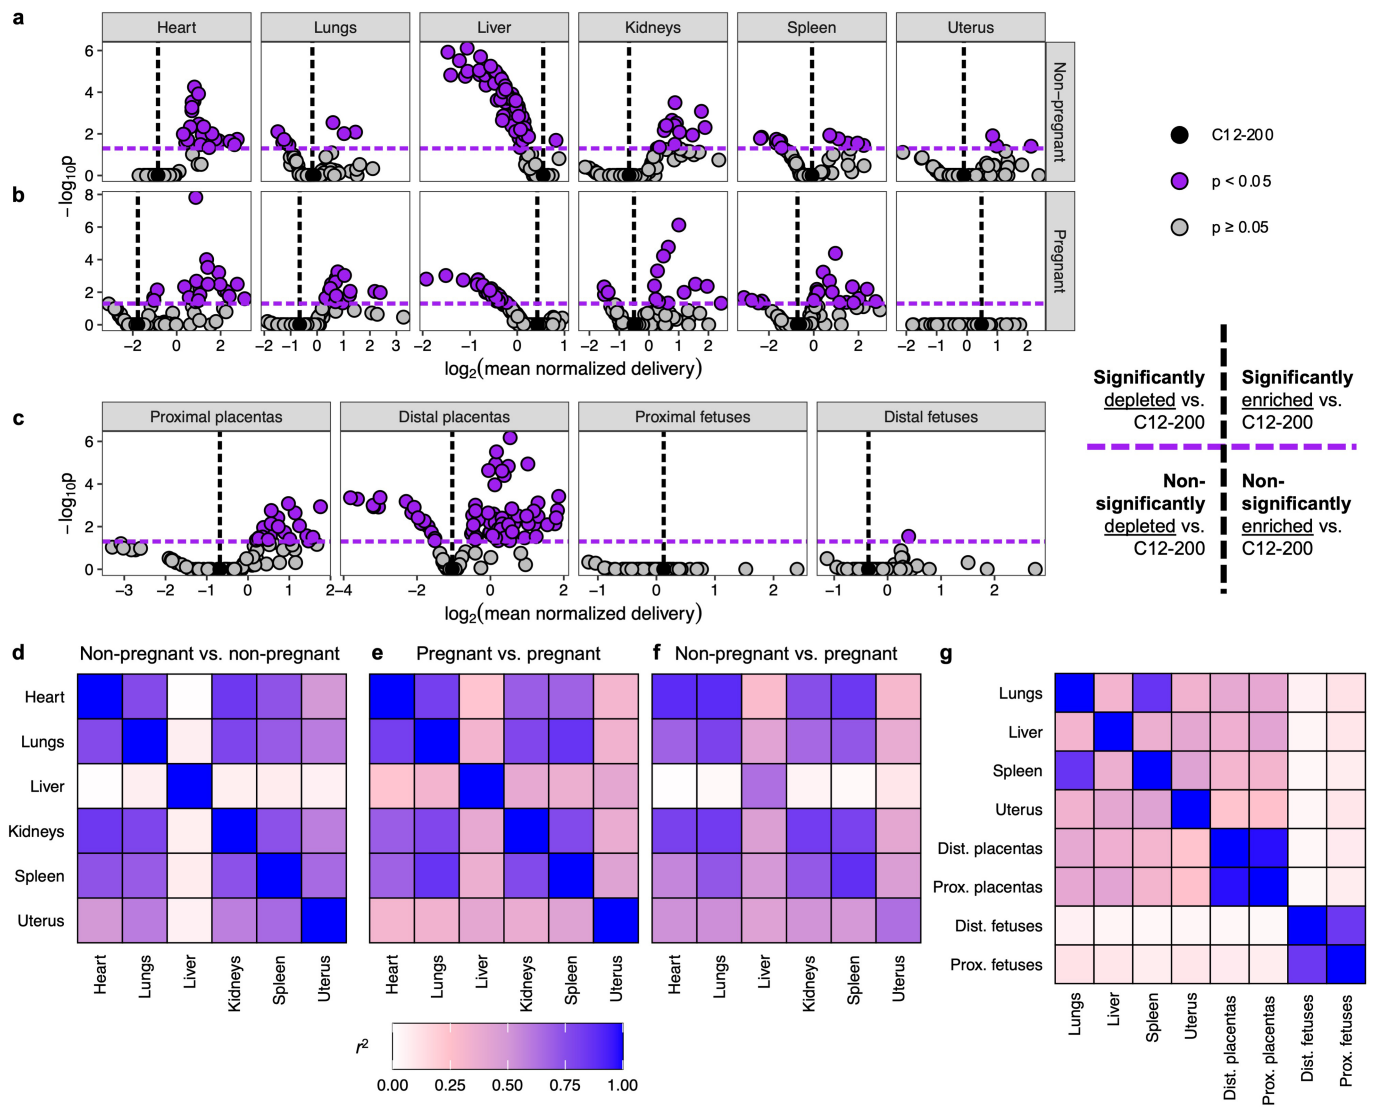 a
Heart Lungs Liver Kidneys Spleen Uterus
6
4
2
0
Non−pregnant
C12-200
p < 0.05
p ≥ 0.05
−log10p
b
8
6
4
2
0
Pregnant
−2 0 2 −2 −1 0 1 2 3 −2 −1 0 1 −2 −1 0 1 2 −2 0 2 −2 0 2
log2(mean normalized delivery)
Significantly depleted vs. C12-200
Significantly enriched vs. C12-200
Non-significantly depleted vs. C12-200
Non-significantly enriched vs. C12-200
c
Proximal placentas Distal placentas Proximal fetuses Distal fetuses
6
4
2
0
−log10p
−3 −2 −1 0 1 2 −4 −2 0 2 −1 0 1 2 −1 0 1 2
log2(mean normalized delivery)
d Non-pregnant vs. non-pregnant
Heart
Lungs
Liver
Kidneys
Spleen
Uterus
Heart Lungs Liver Kidneys Spleen Uterus
e Pregnant vs. pregnant
Heart Lungs Liver Kidneys Spleen Uterus
f Non-pregnant vs. pregnant
Heart Lungs Liver Kidneys Spleen Uterus
g
Lungs
Liver
Spleen
Uterus
Dist. placentas
Prox. placentas
Dist. fetuses
Prox. fetuses
Lungs Liver Spleen Uterus Dist. placentas Prox. placentas Dist. fetuses Prox. fetuses
r2
0.00 0.25 0.50 0.75 1.00